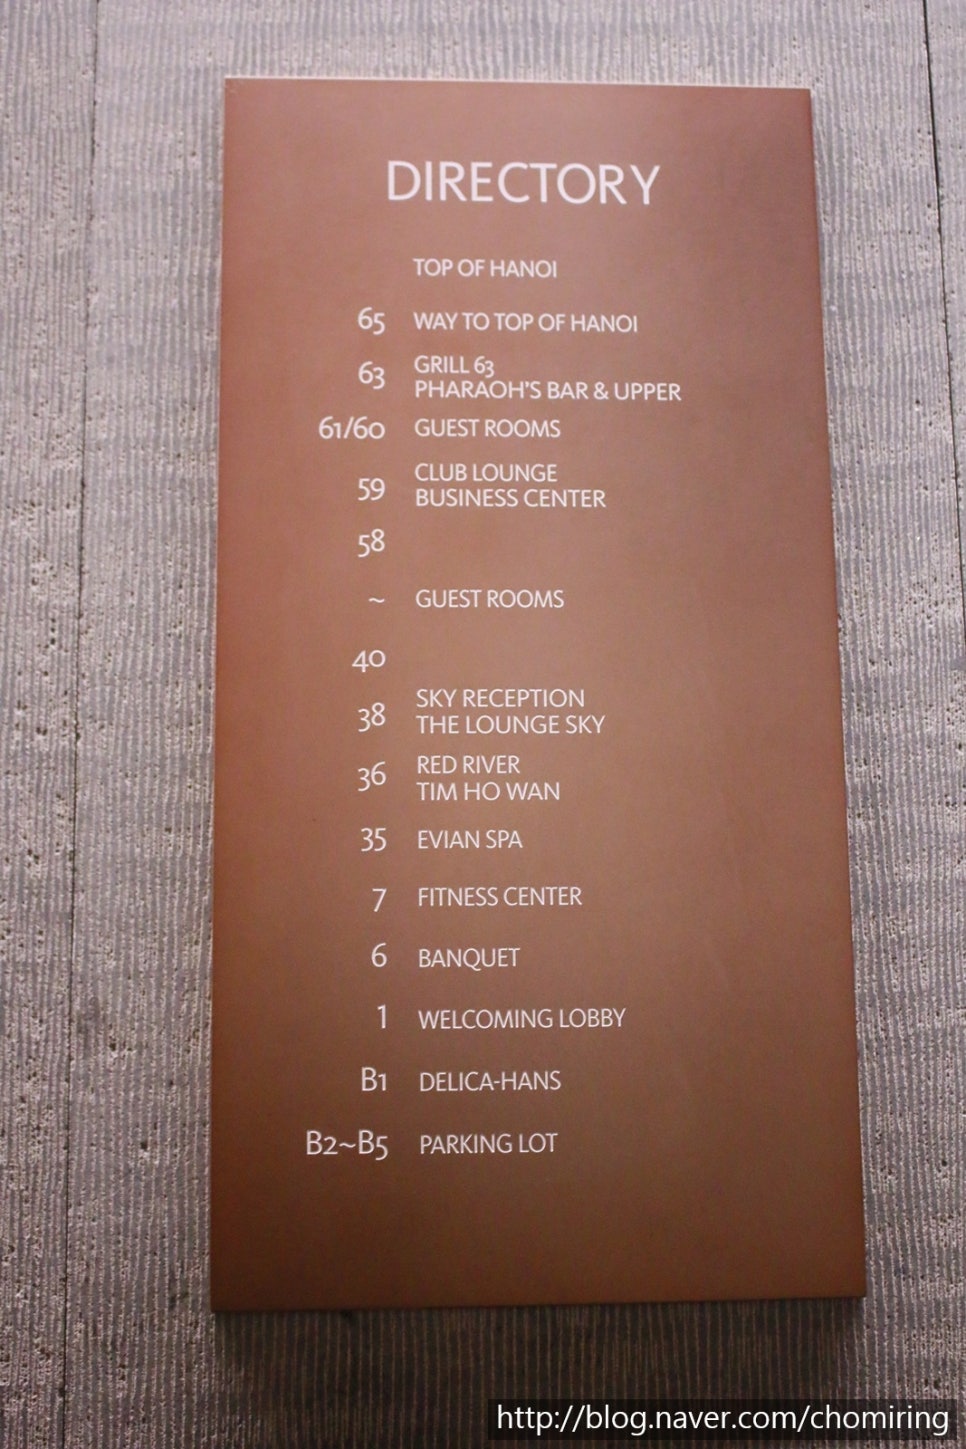 DIRECTORY
TOP OF HANOI
65 WAY TO TOP OF HANOI
63 GRILL 63
PHARAOH'S BAR & UPPER
61/60 GUEST ROOMS
59 CLUB LOUNGE
BUSINESS CENTER
58
~ GUEST ROOMS
40
38 SKY RECEPTION
THE LOUNGE SKY
36 RED RIVER
TIM HO WAN
35 EVIAN SPA
7 FITNESS CENTER
6 BANQUET
1 WELCOMING LOBBY
B1 DELICA-HANS
B2~B5 PARKING LOT
http://blog.naver.com/chomiring